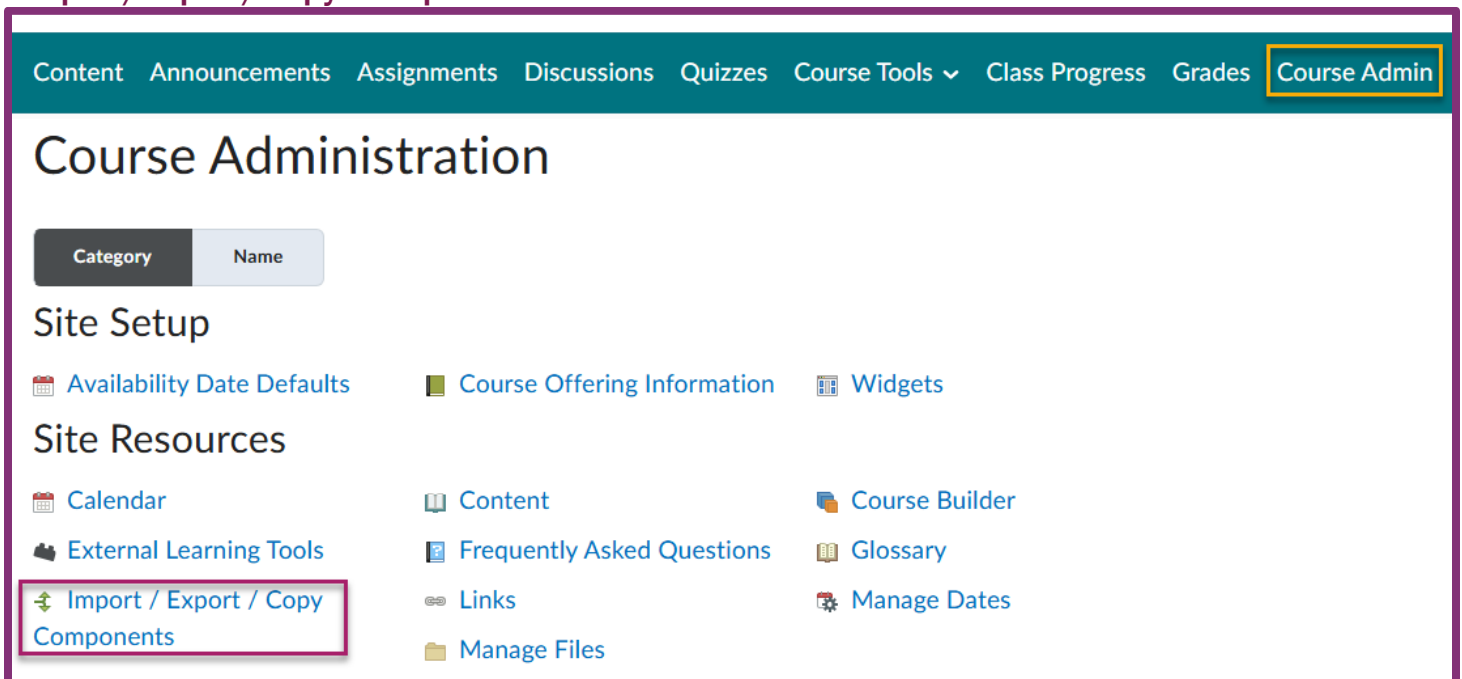 Content Announcements Assignments Discussions Quizzes Course Tools Class Progress Grades Course Admin
Course Administration
Category Name
Site Setup
Availability Date Defaults Course Offering Information Widgets
Site Resources
Calendar Content Course Builder
External Learning Tools Frequently Asked Questions Glossary
Import / Export / Copy Links Manage Dates
Components
Manage Files